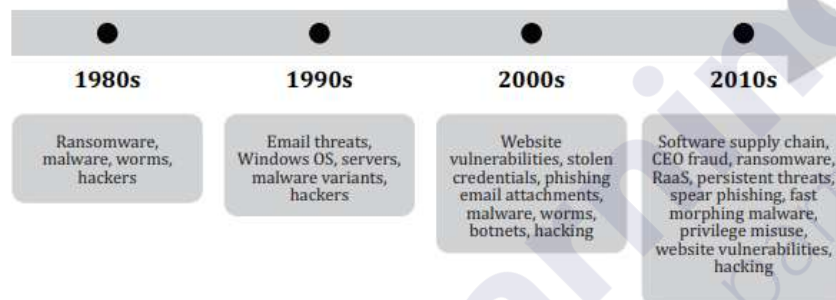 1980s
Ransomware,
malware, worms,
hackers
1990s
Email threats,
Windows OS, servers,
malware variants,
hackers
2000s
Website
vulnerabilities, stolen
credentials, phishing
email attachments,
malware, worms,
botnets, hacking
2010s
Software supply chain,
CEO fraud, ransomware,
RaaS, persistent threats,
spear phishing, fast
morphing malware,
privilege misuse,
website vulnerabilities,
hacking